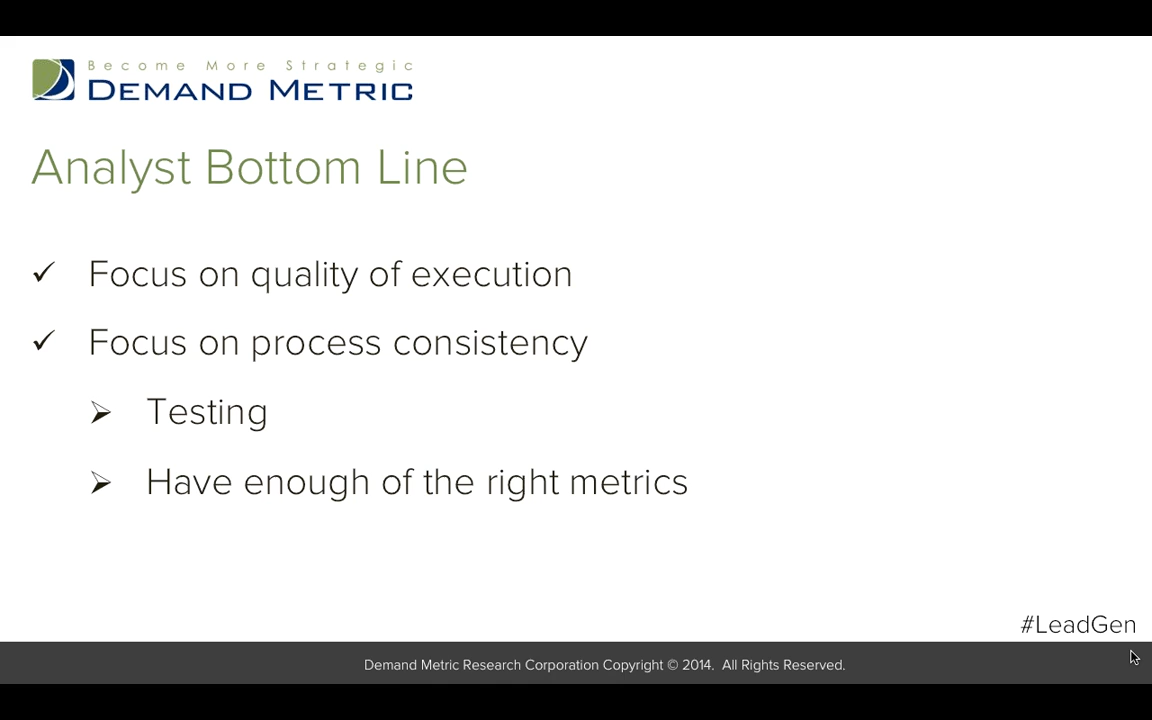 Become More Strategic
DEMAND METRIC
Analyst Bottom Line
✓ Focus on quality of execution
✓ Focus on process consistency
➢ Testing
➢ Have enough of the right metrics
#LeadGen
Demand Metric Research Corporation Copyright © 2014. All Rights Reserved.